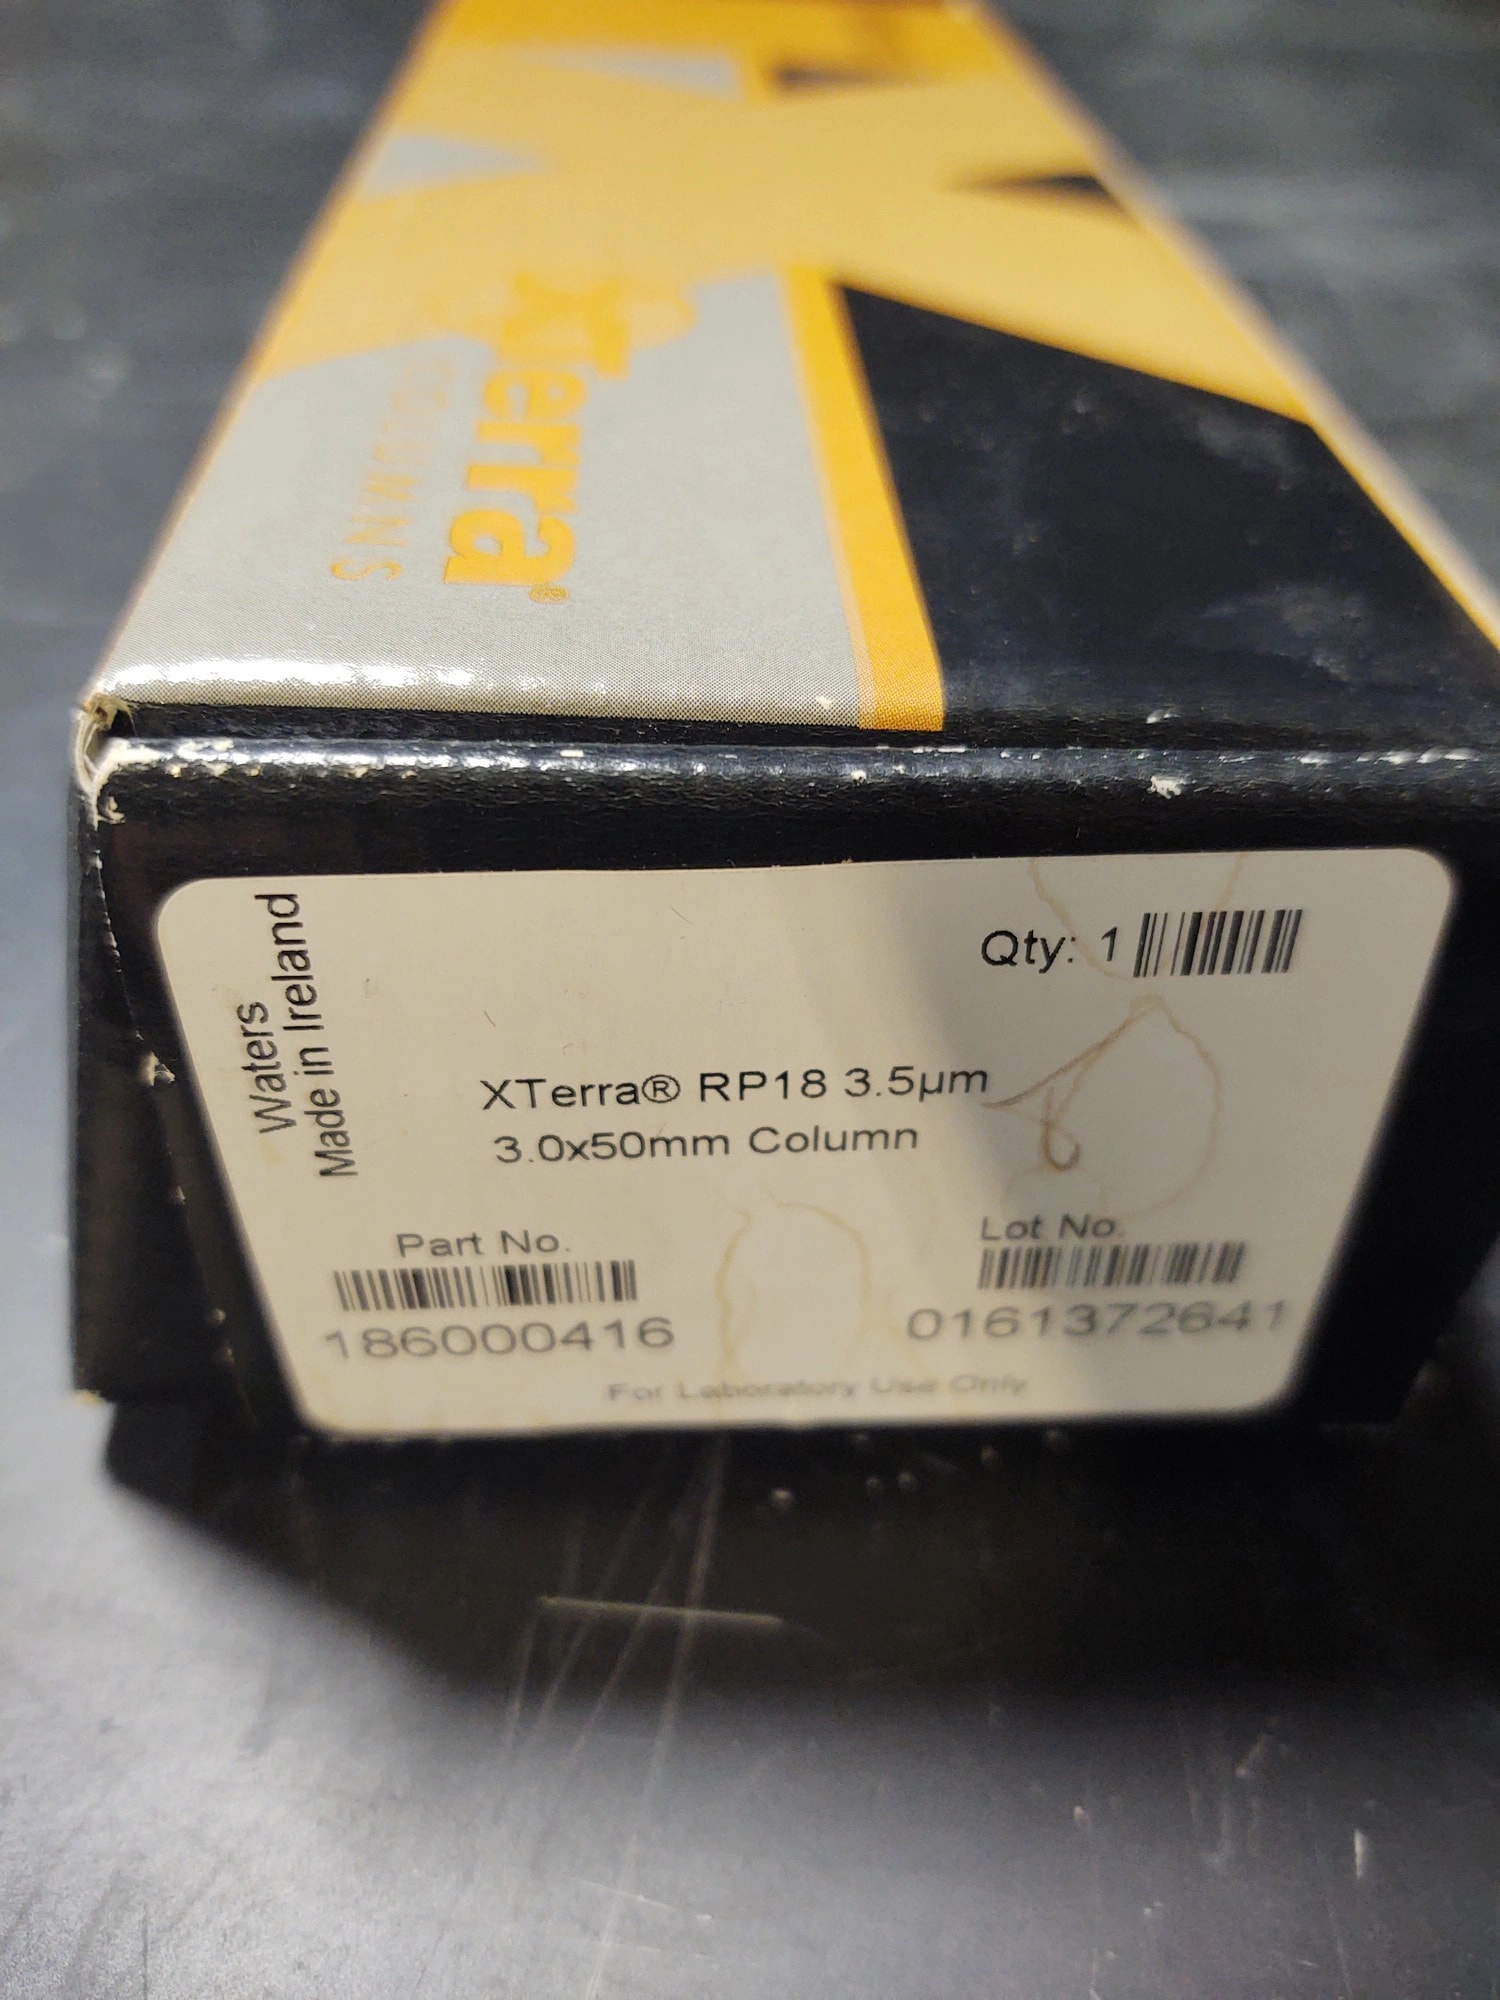 XTerra®
COLUMNS
Waters
Made in Ireland
Qty: 1
XTerra® RP18 3.5µm
3.0x50mm Column
Part No.
186000416
Lot No.
0161372641
For Laboratory Use Only